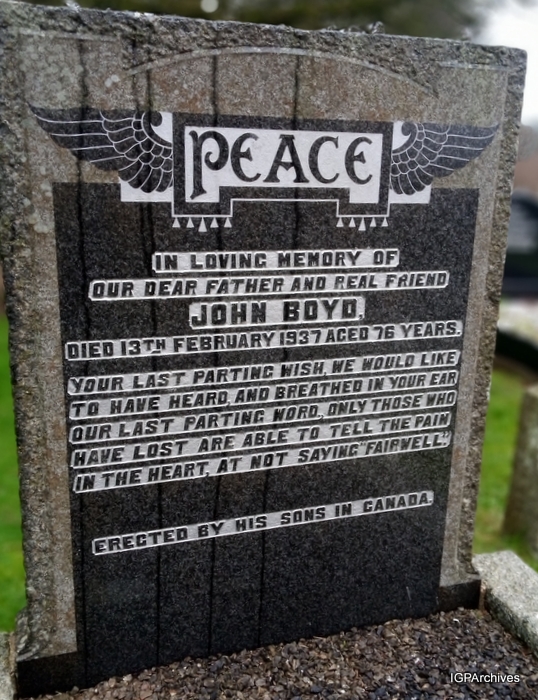 PEACE
IN LOVING MEMORY OF
OUR DEAR FATHER AND REAL FRIEND
JOHN BOYD,
DIED 13TH FEBRUARY 1937 AGED 76 YEARS.
YOUR LAST PARTING WISH, WE WOULD LIKE
TO HAVE HEARD, AND BREATHED IN YOUR EAR
OUR LAST PARTING WORD, ONLY THOSE WHO
HAVE LOST ARE ABLE TO TELL THE PAIN
IN THE HEART, AT NOT SAYING "FAIRWELL"
ERECTED BY HIS SONS IN CANADA.
IGPArchives